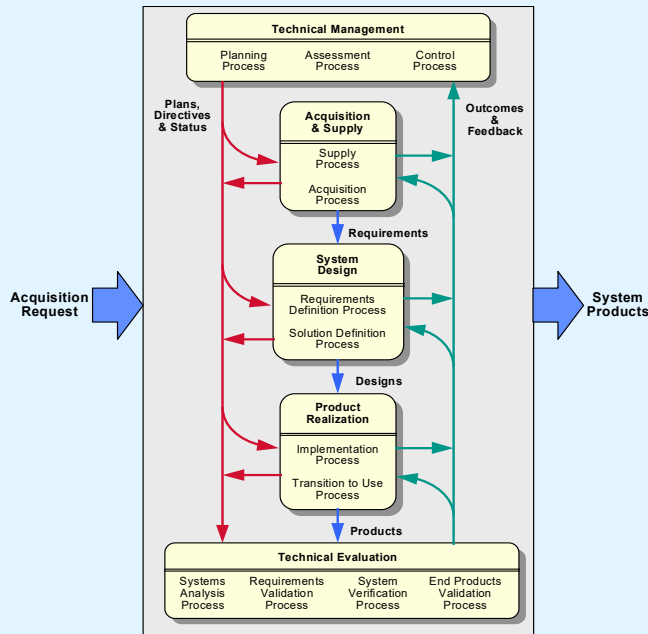 Technical Management
Planning
Process
Assessment
Process
Control
Process
Plans,
Directives
& Status
Outcomes
&
Feedback
Acquisition
& Supply
Supply
Process
Acquisition
Process
Requirements
System
Design
Requirements
Definition Process
Solution Definition
Process
Acquisition
Request
System
Products
Designs
Product
Realization
Implementation
Process
Transition to Use
Process
Products
Technical Evaluation
Systems
Analysis
Process
Requirements
Validation
Process
System
Verification
Process
End Products
Validation
Process